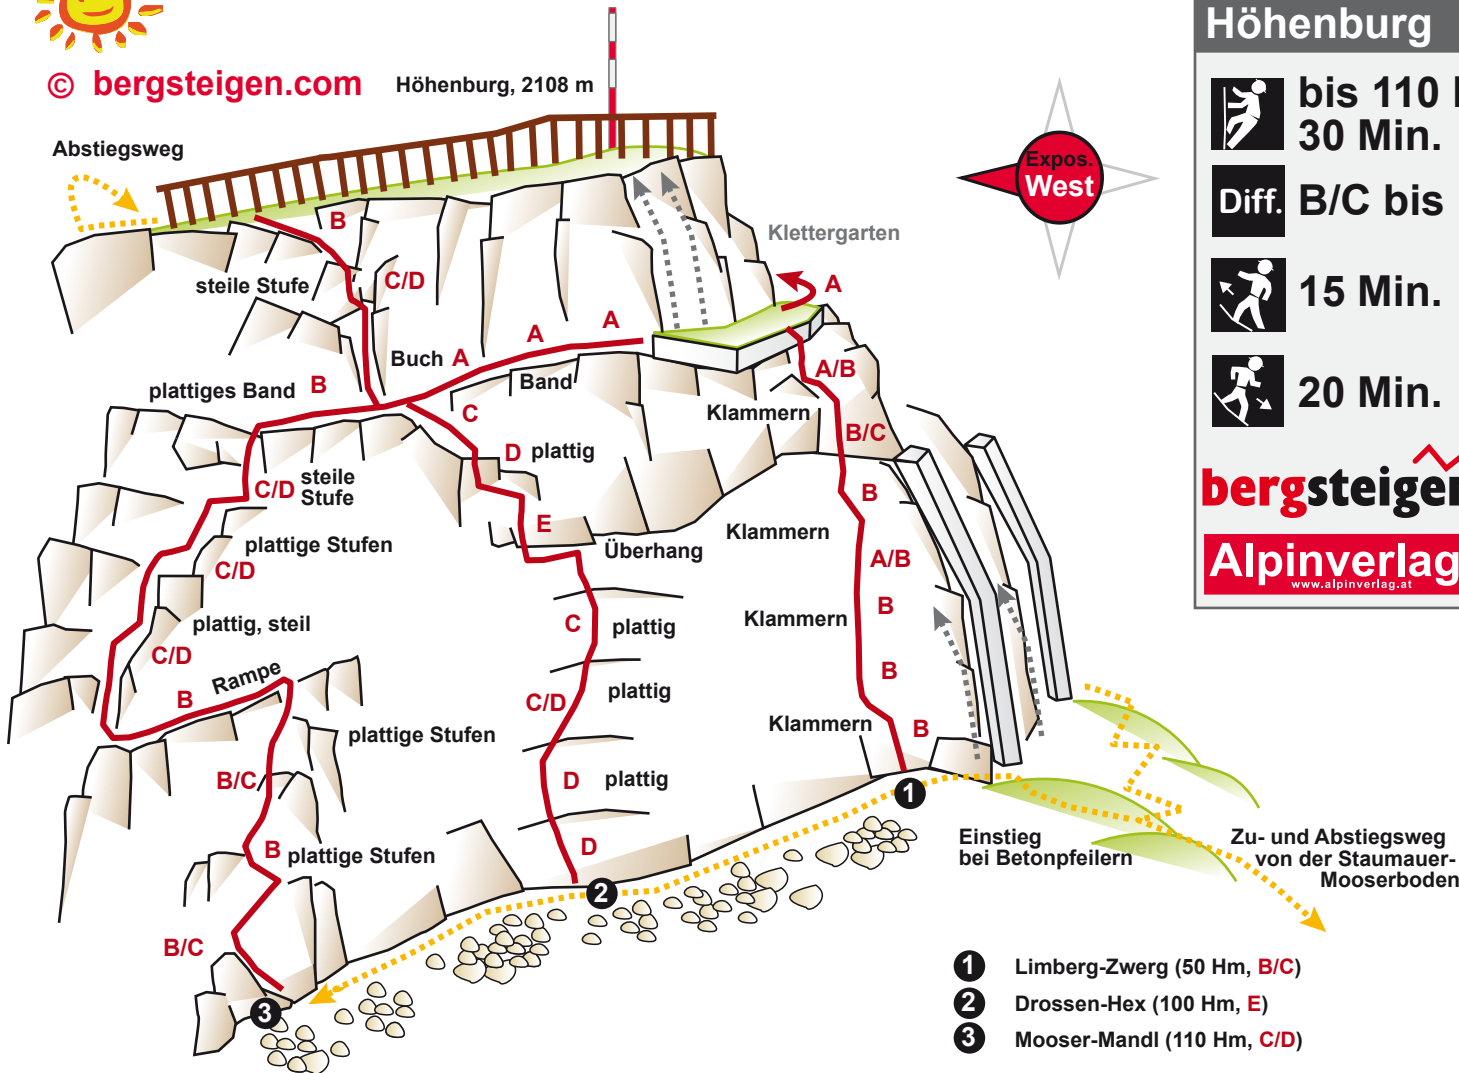 © bergsteigen.com
Höhenburg, 2108 m
Abstiegsweg
Höhenburg
bis 110
30 Min.
Diff. B/C bis
15 Min.
20 Min.
bergsteigen
Alpinverlag
www.alpinverlag.at
Expos.
West
Klettergarten
B
steile Stufe
C/D
A
A
A
A
Buch
Band
plattiges Band
B
A/B
Klammern
C
B/C
D
plattig
steile
Stufe
C/D
B
E
Klammern
Überhang
plattige Stufen
C/D
A/B
B
plattig, steil
C
plattig
Klammern
C/D
Rampe
B
B
C/D
plattig
Klammern
B
plattige Stufen
B/C
D
plattig
1
B
plattige Stufen
D
2
Einstieg
bei Betonpfeilern
Zu- und Abstiegsweg
von der Staumauer-
Mooserboden
B/C
3
1 Limberg-Zwerg (50 Hm, B/C)
2 Drossen-Hex (100 Hm, E)
3 Mooser-Mandl (110 Hm, C/D)